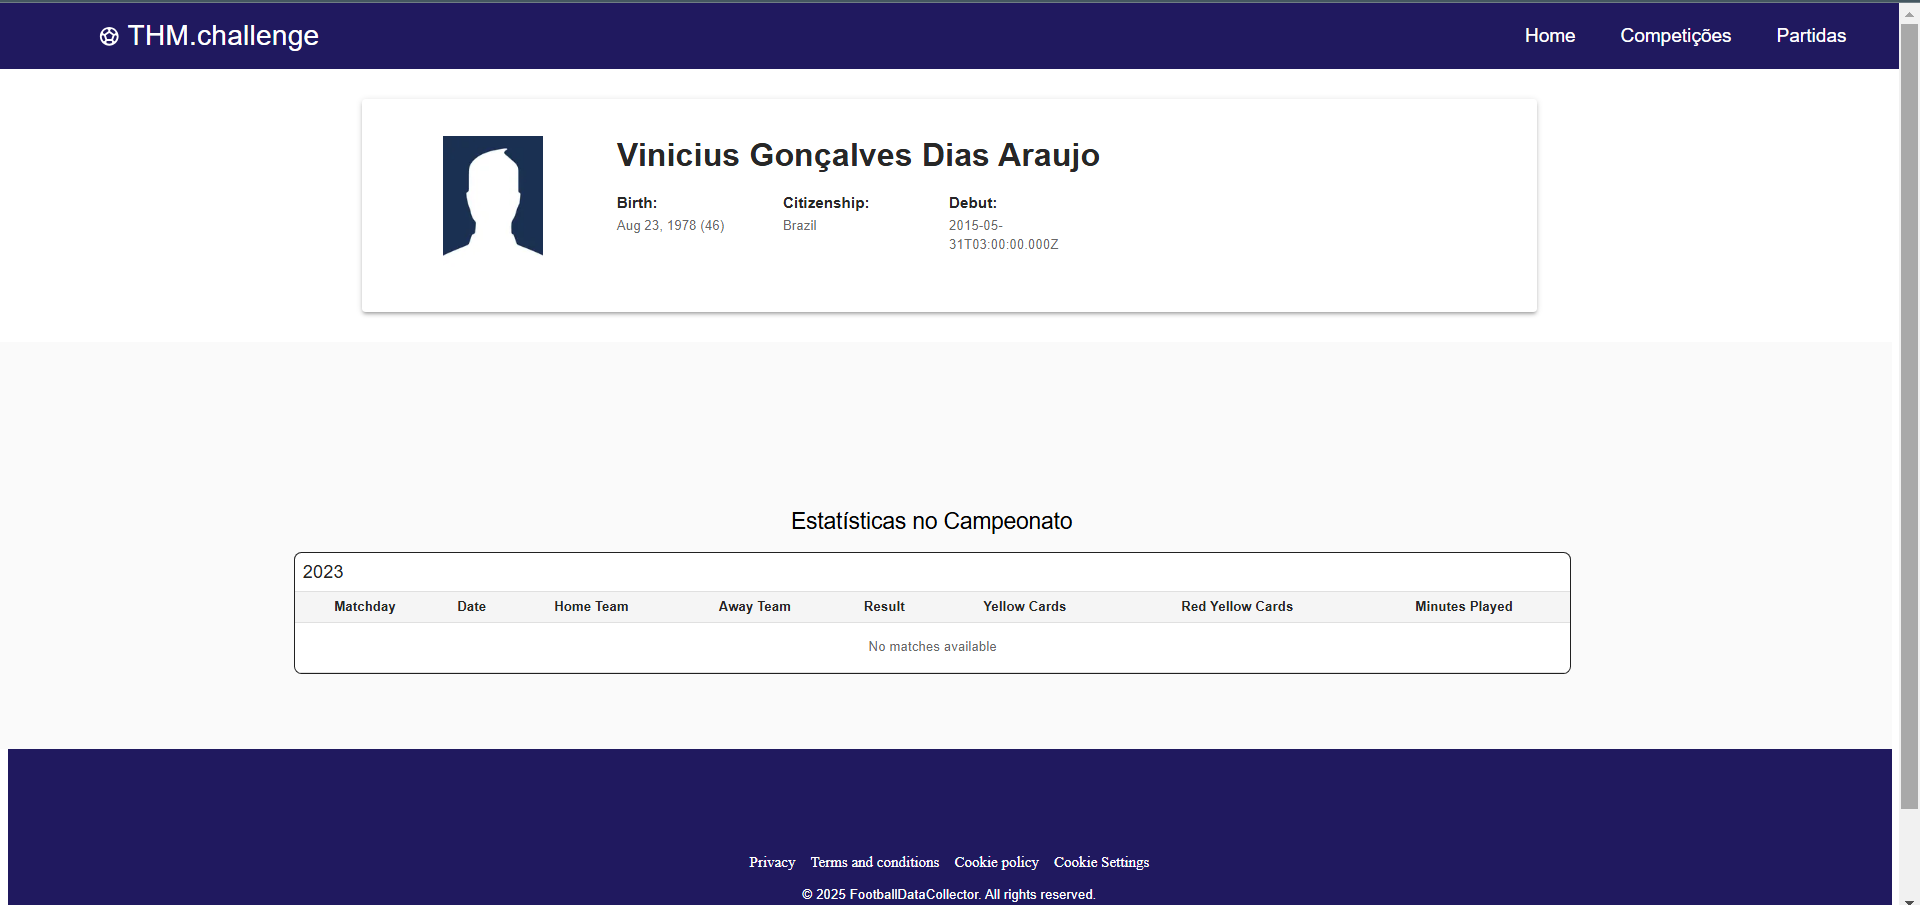 THM.challenge
Home Competições Partidas
Vinicius Gonçalves Dias Araujo
Birth: Citizenship: Debut:
Aug 23, 1978 (46) Brazil 2015-05-
31T03:00:00.000Z
Estatísticas no Campeonato
2023
Matchday Date Home Team Away Team Result Yellow Cards Red Yellow Cards Minutes Played
No matches available
Privacy Terms and conditions Cookie policy Cookie Settings
© 2025 FootballDataCollector. All rights reserved.